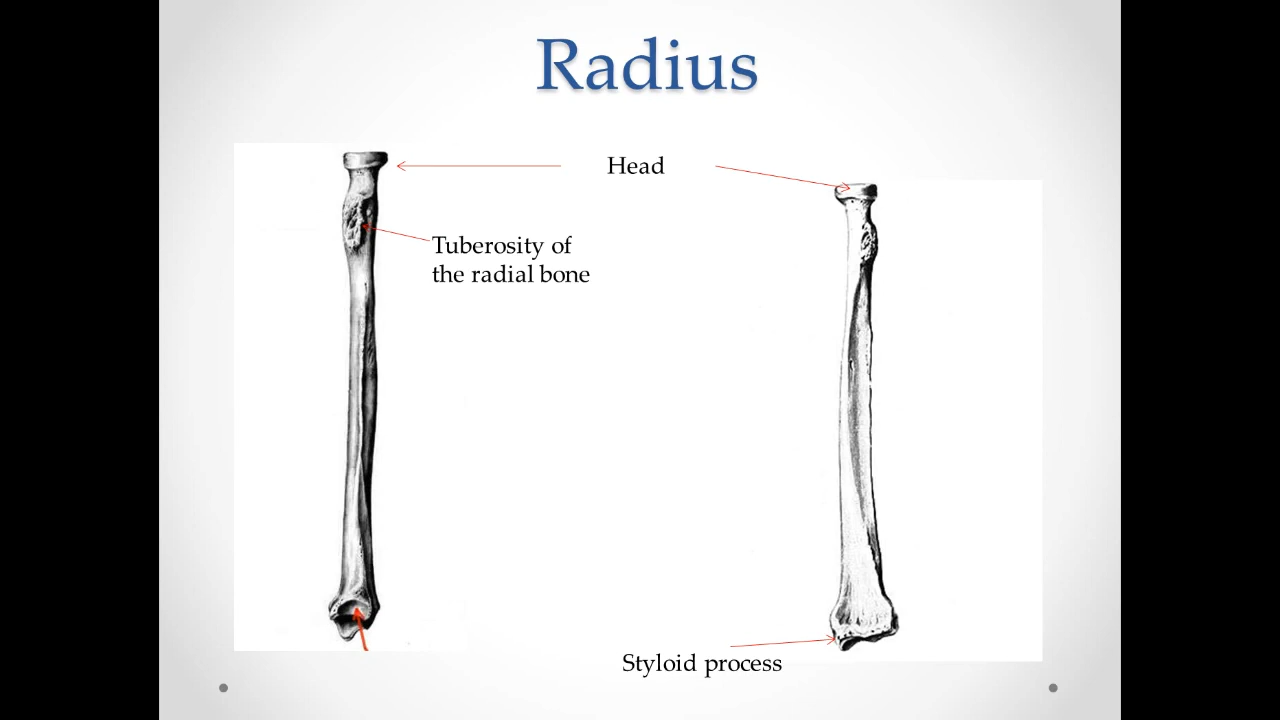 Radius
Head
Tuberosity of
the radial bone
Styloid process